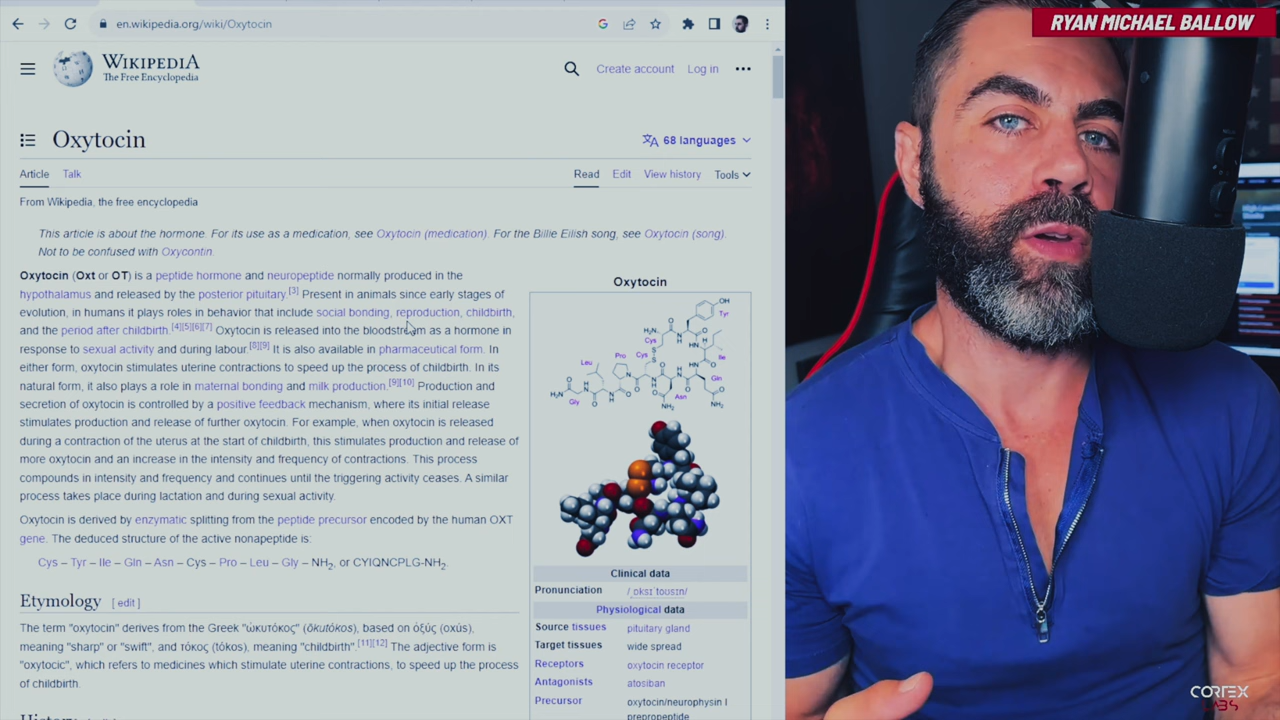 en.wikipedia.org/wiki/Oxytocin
RYAN MICHAEL BALLOW
WIKIPEDIA
The Free Encyclopedia
Create account Log in
Oxytocin
68 languages
Article Talk Read Edit View history Tools
From Wikipedia, the free encyclopedia
This article is about the hormone. For its use as a medication, see Oxytocin (medication). For the Billie Eilish song, see Oxytocin (song).
Not to be confused with Oxycontin.
Oxytocin (Oxt or OT) is a peptide hormone and neuropeptide normally produced in the
hypothalamus and released by the posterior pituitary.[3] Present in animals since early stages of
evolution, in humans it plays roles in behavior that include social bonding, reproduction, childbirth,
and the period after childbirth.[4][5][6][7] Oxytocin is released into the bloodstream as a hormone in
response to sexual activity and during labour.[8][9] It is also available in pharmaceutical form. In
either form, oxytocin stimulates uterine contractions to speed up the process of childbirth. In its
natural form, it also plays a role in maternal bonding and milk production.[9][10] Production and
secretion of oxytocin is controlled by a positive feedback mechanism, where its initial release
stimulates production and release of further oxytocin. For example, when oxytocin is released
during a contraction of the uterus at the start of childbirth, this stimulates production and release of
more oxytocin and an increase in the intensity and frequency of contractions. This process
compounds in intensity and frequency and continues until the triggering activity ceases. A similar
process takes place during lactation and during sexual activity.
Oxytocin is derived by enzymatic splitting from the peptide precursor encoded by the human OXT
gene. The deduced structure of the active nonapeptide is:
Cys – Tyr – Ile – Gln – Asn – Cys – Pro – Leu – Gly – NH2, or CYIQNCPLG-NH2.
Etymology [ edit ]
The term "oxytocin" derives from the Greek "ὠκυτόκος" (ōkutókos), based on ὀξύς (oxús),
meaning "sharp" or "swift", and τόκος (tókos), meaning "childbirth".[11][12] The adjective form is
"oxytocic", which refers to medicines which stimulate uterine contractions, to speed up the process
of childbirth.
Oxytocin
OH
Tyr
H2N
Cys
Ile
Pro
Cys
Leu
Gln
Gly
Asn
NH2
NH2
Clinical data
Pronunciation /ˌɒksɪˈtoʊsɪn/
Physiological data
Source tissues pituitary gland
Target tissues wide spread
Receptors oxytocin receptor
Antagonists atosiban
Precursor oxytocin/neurophysin I
prepropeptide
CORTEX
LABS